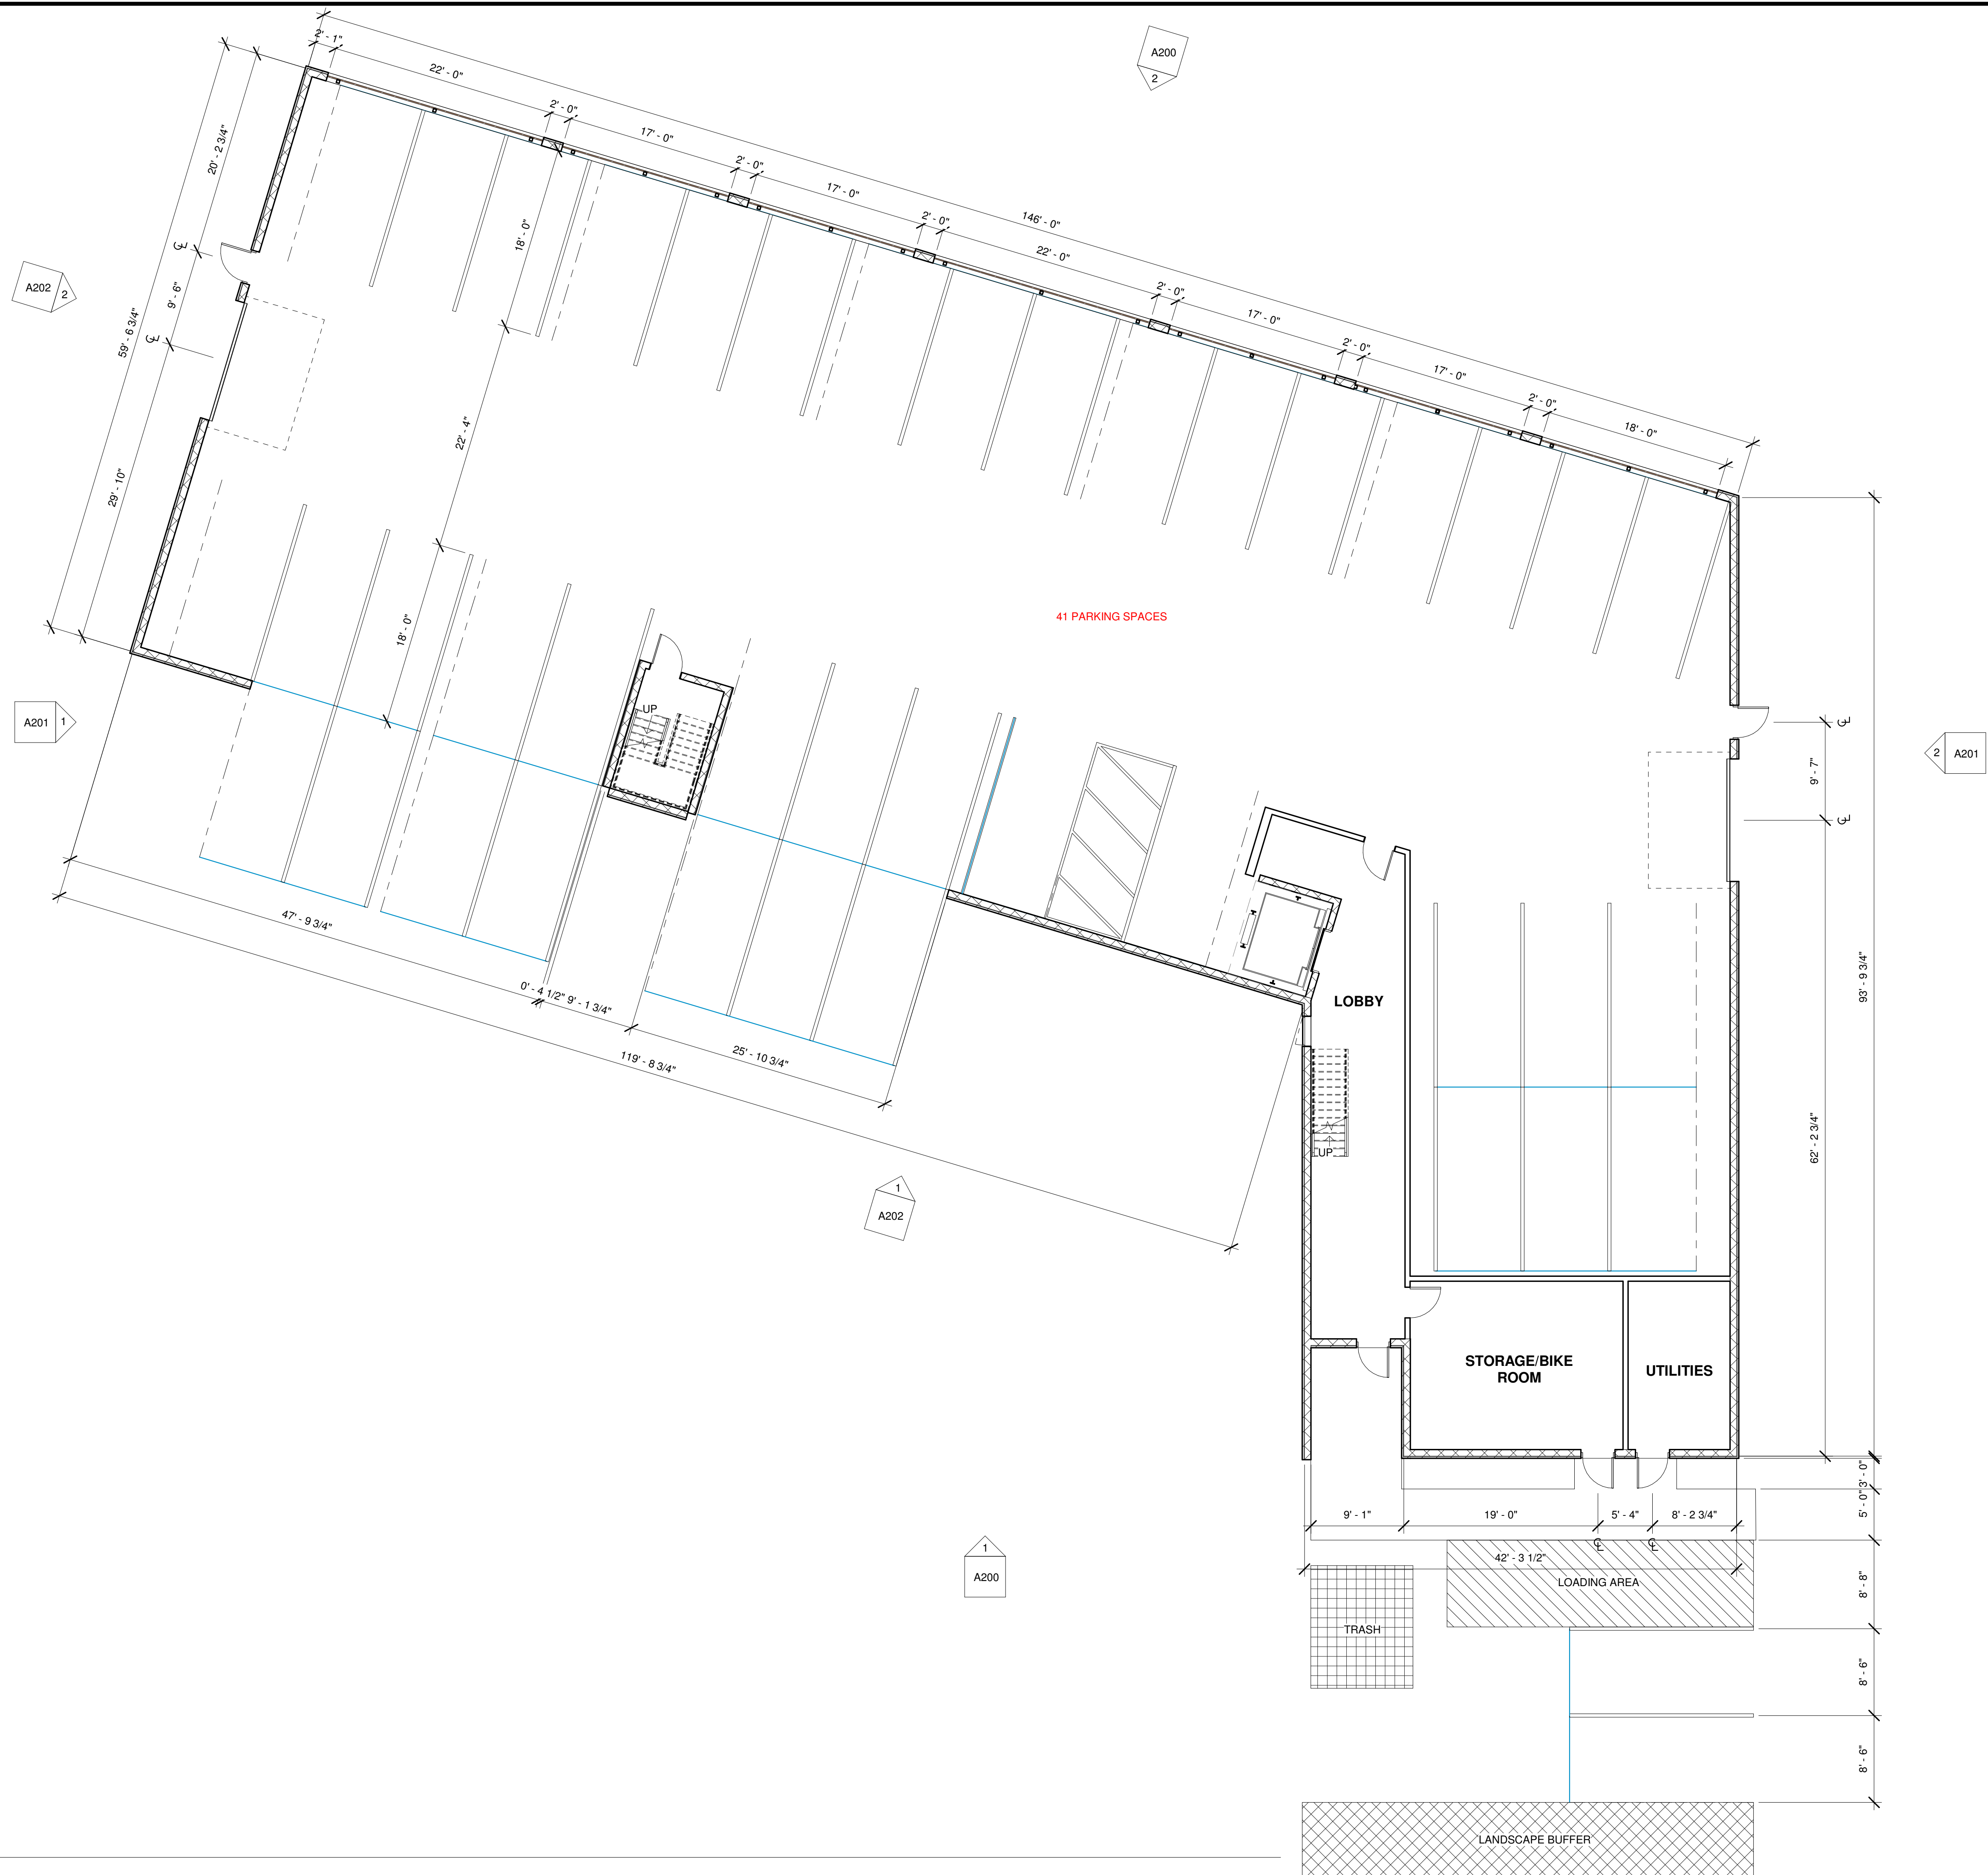 A200
2
2' - 1"
22' - 0"
2' - 0"
17' - 0"
2' - 0"
17' - 0"
2' - 0"
22' - 0"
146' - 0"
2' - 0"
17' - 0"
2' - 0"
17' - 0"
2' - 0"
18' - 0"
20' - 2 3/4"
9' - 6"
59' - 6 3/4"
29' - 10"
18' - 0"
22' - 4"
18' - 0"
A202
2
A201
1
41 PARKING SPACES
UP
2
A201
9' - 7"
93' - 9 3/4"
62' - 2 3/4"
47' - 9 3/4"
0' - 4 1/2"
9' - 1 3/4"
25' - 10 3/4"
119' - 8 3/4"
LOBBY
UP
1
A202
STORAGE/BIKE
ROOM
UTILITIES
3' - 0"
5' - 0"
9' - 1"
19' - 0"
5' - 4"
8' - 2 3/4"
42' - 3 1/2"
1
A200
LOADING AREA
8' - 8"
TRASH
8' - 6"
8' - 6"
LANDSCAPE BUFFER